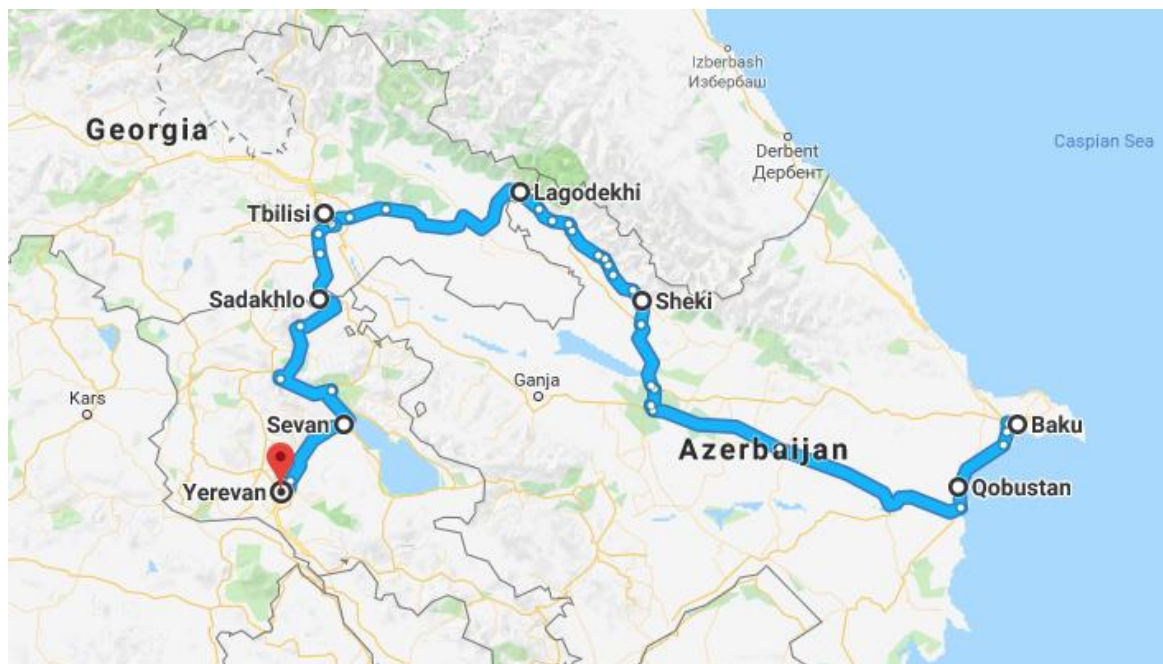 Izberbash
Избербаш
Georgia
Caspian Sea
Derbent
Дербент
Lagodekhi
Tbilisi
Sadakhlo
Sheki
Ganja
Kars
Sevan
Baku
Azerbaijan
Yerevan
Qobustan